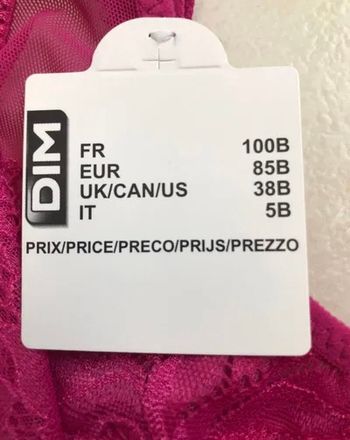 DIM
FR 100B
EUR 85B
UK/CAN/US 38B
IT 5B
PRIX/PRICE/PRECO/PRIJS/PREZZO